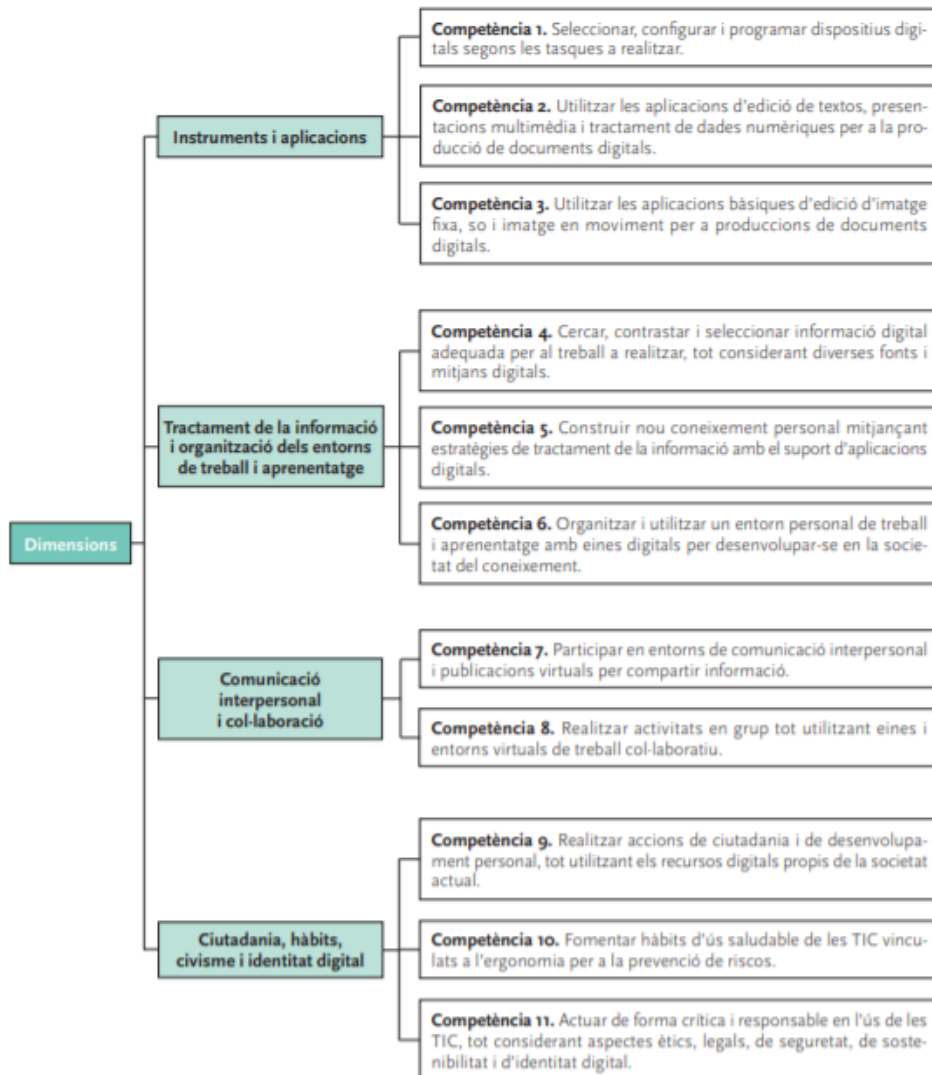 Competència 1. Seleccionar, configurar i programar dispositius digi-
tals segons les tasques a realitzar.
Instruments i aplicacions
Competència 2. Utilitzar les aplicacions d'edició de textos, presen-
tacions multimèdia i tractament de dades numèriques per a la pro-
ducció de documents digitals.
Competència 3. Utilitzar les aplicacions bàsiques d'edició d'imatge
fixa, so i imatge en moviment per a produccions de documents
digitals.
Competència 4. Cercar, contrastar i seleccionar informació digital
adequada per al treball a realitzar, tot considerant diverses fonts i
mitjans digitals.
Tractament de la informació
i organització dels entorns
de treball i aprenentatge
Competència 5. Construir nou coneixement personal mitjançant
estratègies de tractament de la informació amb el suport d'aplicacions
digitals.
Dimensions
Competència 6. Organitzar i utilitzar un entorn personal de treball
i aprenentatge amb eines digitals per desenvolupar-se en la socie-
tat del coneixement.
Competència 7. Participar en entorns de comunicació interpersonal
i publicacions virtuals per compartir informació.
Comunicació
interpersonal
i col·laboració
Competència 8. Realitzar activitats en grup tot utilitzant eines i
entorns virtuals de treball col·laboratiu.
Competència 9. Realitzar accions de ciutadania i de desenvolupa-
ment personal, tot utilitzant els recursos digitals propis de la societat
actual.
Ciutadania, hàbits,
civisme i identitat digital
Competència 10. Fomentar hàbits d'ús saludable de les TIC vincu-
lats a l'ergonomia per a la prevenció de riscos.
Competència 11. Actuar de forma crítica i responsable en l'ús de les
TIC, tot considerant aspectes ètics, legals, de seguretat, de soste-
nibilitat i d'identitat digital.